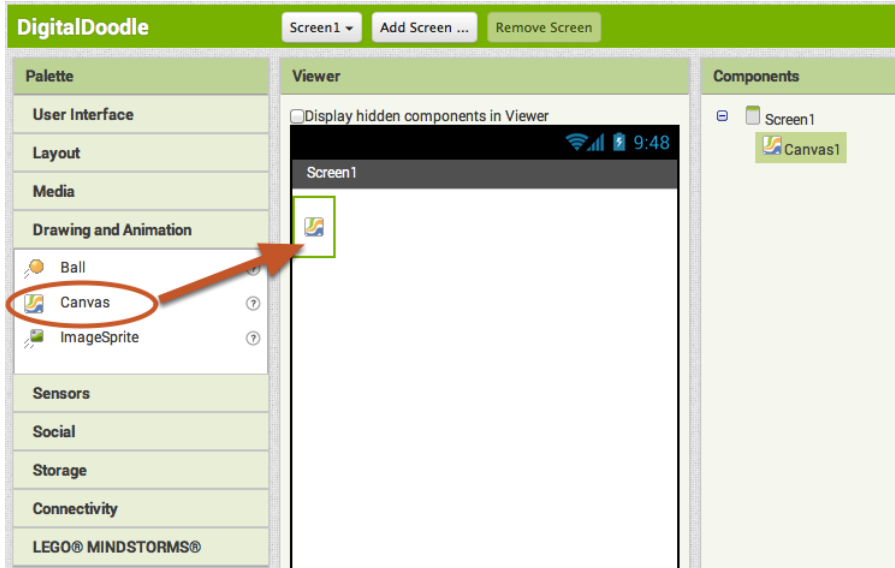 DigitalDoodle
Screen1
Add Screen ...
Remove Screen
Palette
User Interface
Layout
Media
Drawing and Animation
Ball
?
Canvas
?
ImageSprite
?
Sensors
Social
Storage
Connectivity
LEGO® MINDSTORMS®
Viewer
Display hidden components in Viewer
9:48
Screen1
Components
Screen1
Canvas1